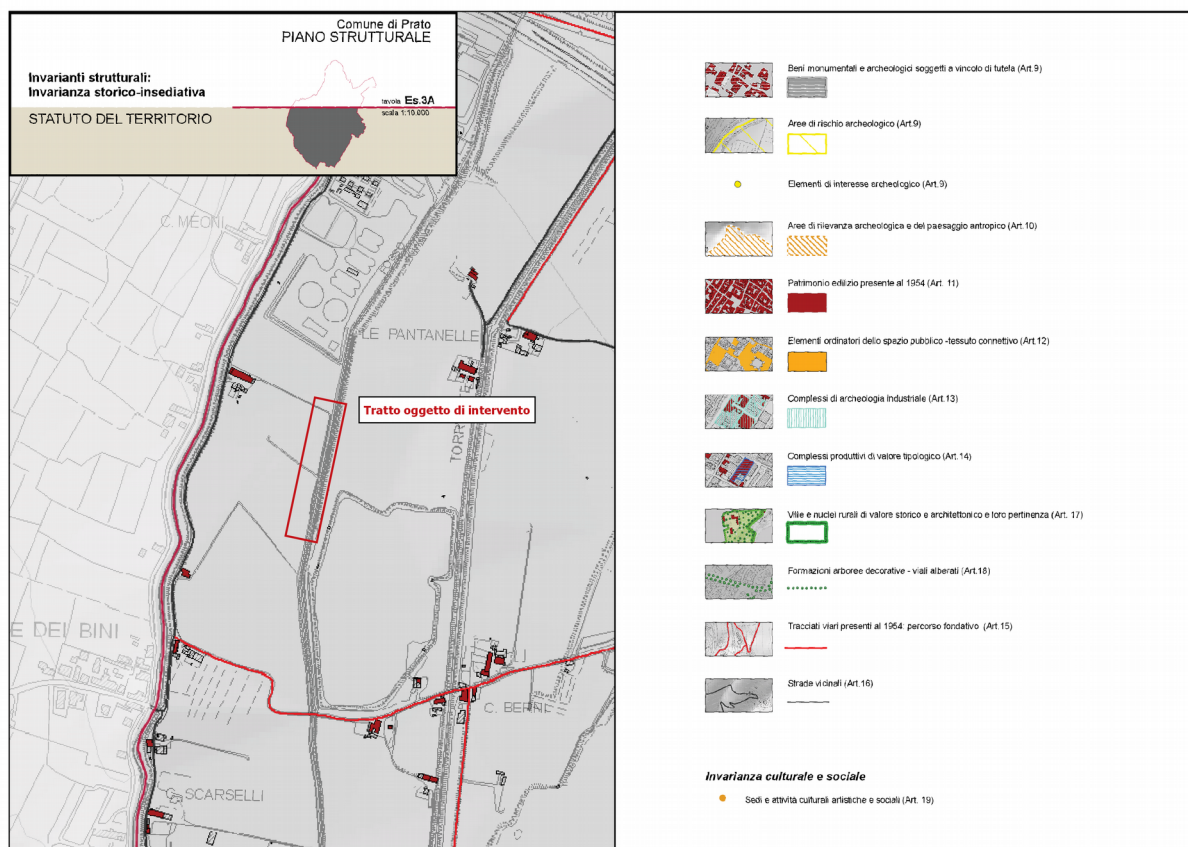 Comune di Prato
PIANO STRUTTURALE
Invarianti strutturali:
Invarianza storico-insediativa
tavola Es.3A
scala 1:10.000
STATUTO DEL TERRITORIO
C. MEONI
LE PANTANELLE
Tratto oggetto di intervento
E DEI BINI
C. BERNI
C. SCARSELLI
Beni monumentali e archeologici soggetti a vincolo di tutela (Art.9)
Aree di rischio archeologico (Art.9)
Elementi di interesse archeologico (Art.9)
Aree di rilevanza archeologica e del paesaggio antropico (Art.10)
Patrimonio edilizio presente al 1954 (Art. 11)
Elementi ordinatori dello spazio pubblico -tessuto connettivo (Art.12)
Complessi di archeologia industriale (Art.13)
Complessi produttivi di valore tipologico (Art.14)
Ville e nuclei rurali di valore storico e architettonico e loro pertinenza (Art. 17)
Formazioni arboree decorative - viali alberati (Art.18)
Tracciati viari presenti al 1954: percorso fondativo (Art.15)
Strade vicinali (Art.16)
Invarianza culturale e sociale
Sedi e attività culturali artistiche e sociali (Art. 19)